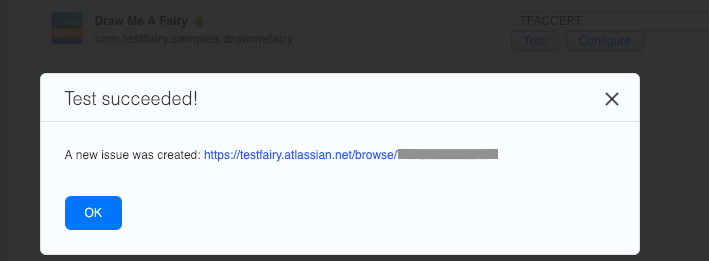 Draw Me A Fairy
TFACCEPT
com.testfairy.samples.drawmefairy
Test
Configure
Test succeeded!
A new issue was created: https://testfairy.atlassian.net/browse/
OK